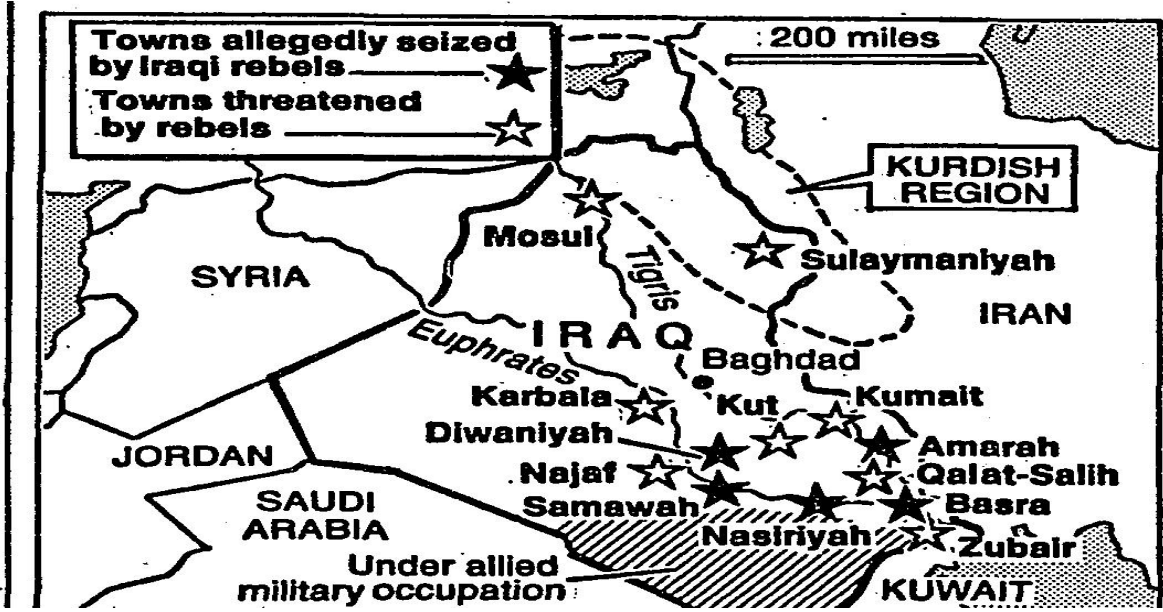 Towns allegedly seized
by Iraqi rebels
Towns threatened
by rebels
200 miles
KURDISH
REGION
Mosul
SYRIA
Tigris
Sulaymaniyah
IRAN
IRAQ
Euphrates
Baghdad
Karbala
Kut
Kumait
Diwaniyah
Amarah
JORDAN
Najaf
Qalat-Salih
SAUDI
ARABIA
Samawah
Basra
Nasiriyah
Zubair
Under allied
military occupation
KUWAIT